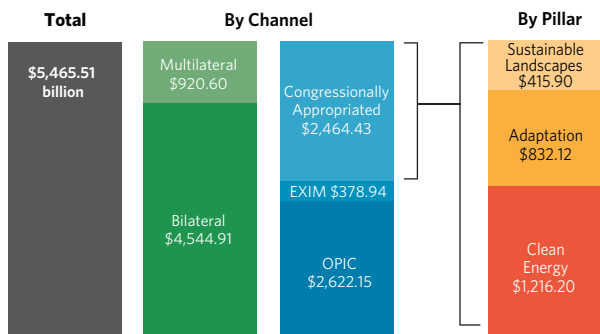 Total
By Channel
By Pillar
$5,465.51
billion
Multilateral
$920.60
Bilateral
$4,544.91
Congressionally
Appropriated
$2,464.43
EXIM $378.94
OPIC
$2,622.15
Sustainable
Landscapes
$415.90
Adaptation
$832.12
Clean
Energy
$1,216.20